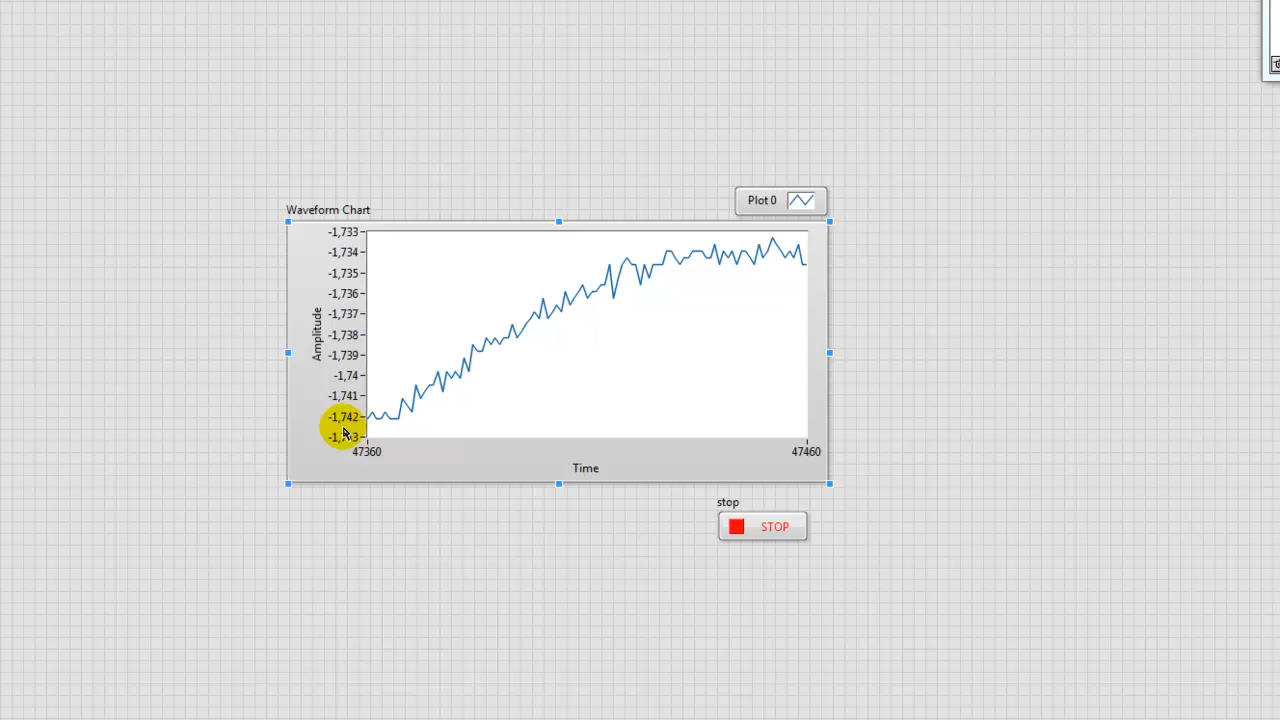 Plot 0
Waveform Chart
-1,733
-1,734
-1,735
-1,736
-1,737
-1,738
-1,739
-1,74
-1,741
-1,742
Amplitude
47360
47460
Time
stop
STOP